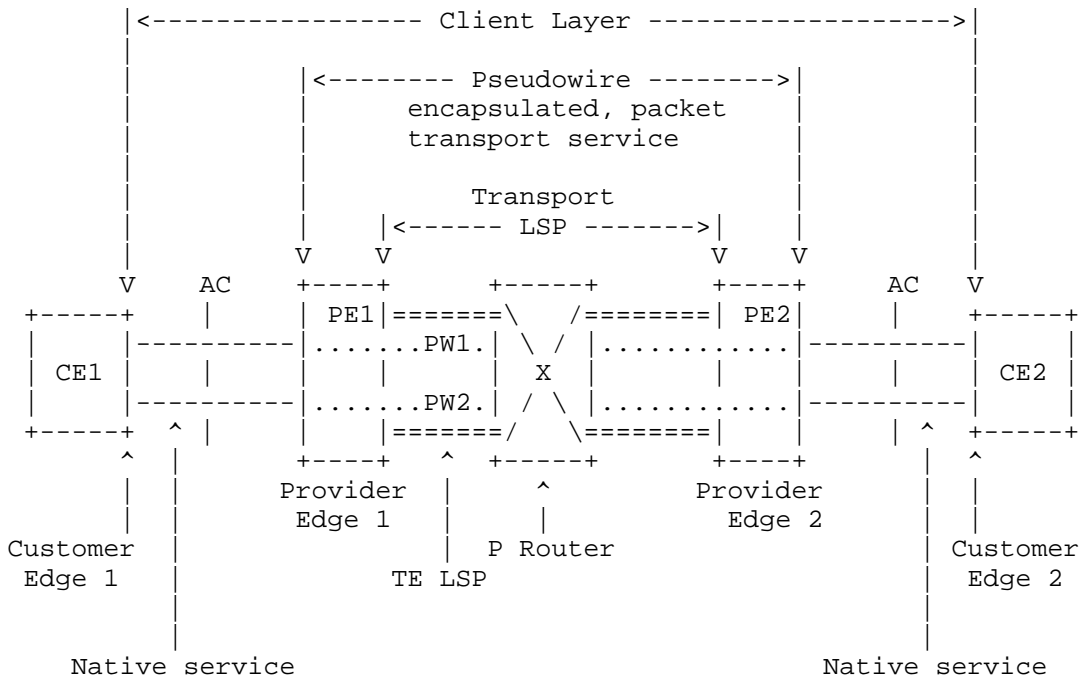 |<----------------- Client Layer ------------------->|
|<-------- Pseudowire -------->|
encapsulated, packet
transport service
Transport
|<------ LSP ------->|
V V V V
V AC +----+ +-----+ +----+ AC V
+-----+ | | PE1|=======\ /========| PE2| | +-----+
| |----------|.......PW1.| \ / |............|----------| |
| CE1 | | | | | X | | | | | CE2 |
| |----------|.......PW2.| / \ |............|----------| |
+-----+ ^ | | |=======/ \========| | | ^ +-----+
^ +----+ ^ +-----+ +----+ ^
Provider ^ Provider
Edge 1 Edge 2
Customer P Router Customer
Edge 1 TE LSP Edge 2
Native service Native service